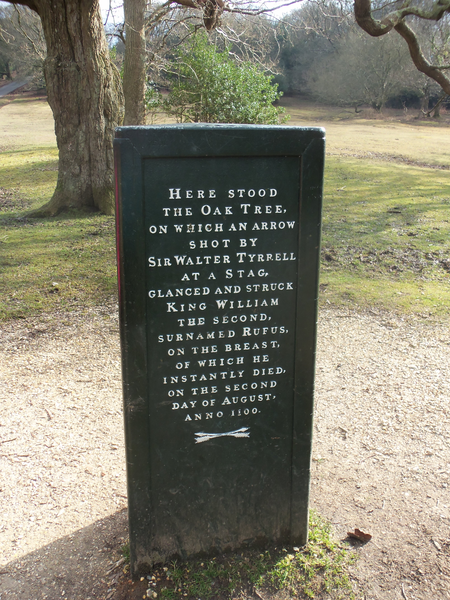 Here stood
the Oak Tree,
on which an arrow
shot by
Sir Walter Tyrrell
at a Stag,
glanced and struck
King William
the second,
surnamed Rufus,
on the breast,
of which he
instantly died,
on the second
day of August,
anno 1100.